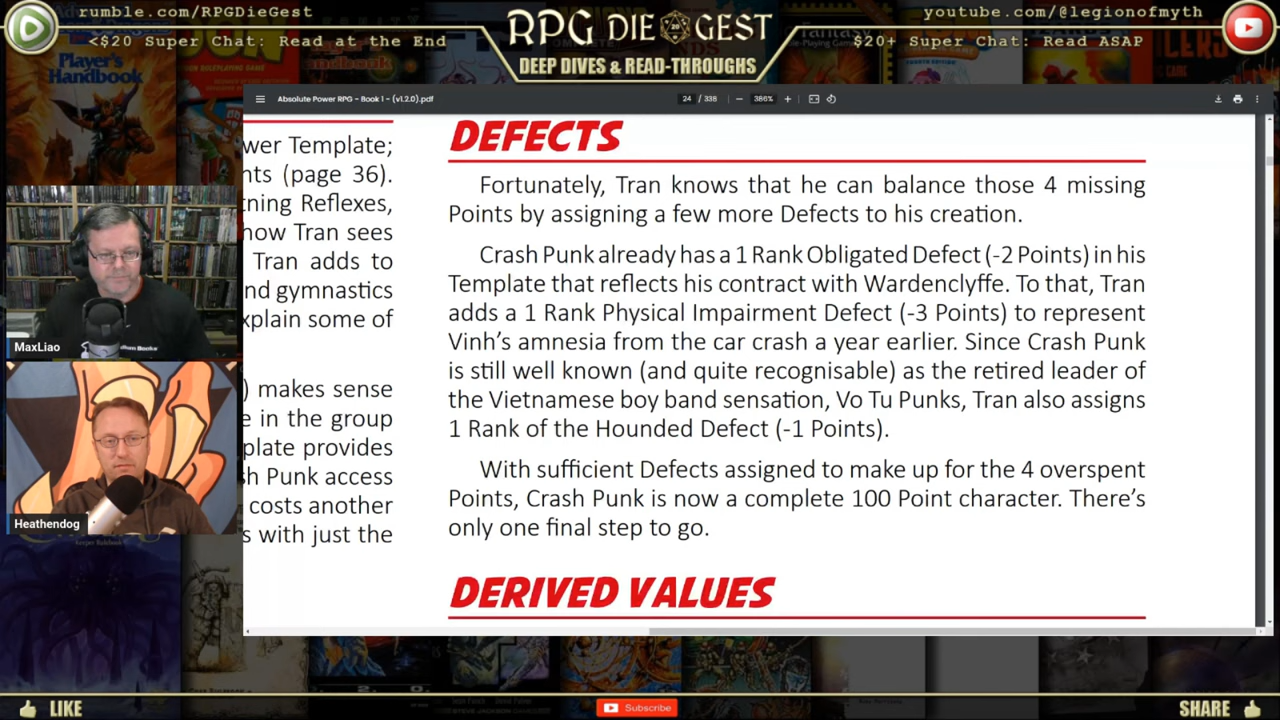 rumble.com/RPGDieGest
<$20 Super Chat: Read at the End
RPG DIE GEST
DEEP DIVES & READ-THROUGHS
youtube.com/@legionofmyth
$20+ Super Chat: Read ASAP
Player's
Handbook
Absolute Power RPG – Book 1 – (v1.2.0).pdf
24 / 338
386%
wer Template;
nts (page 36).
tning Reflexes,
how Tran sees
Tran adds to
nd gymnastics
xplain some of
) makes sense
e in the group
plate provides
sh Punk access
costs another
s with just the
DEFECTS
Fortunately, Tran knows that he can balance those 4 missing
Points by assigning a few more Defects to his creation.
Crash Punk already has a 1 Rank Obligated Defect (-2 Points) in his
Template that reflects his contract with Wardenclyffe. To that, Tran
adds a 1 Rank Physical Impairment Defect (-3 Points) to represent
Vinh's amnesia from the car crash a year earlier. Since Crash Punk
is still well known (and quite recognisable) as the retired leader of
the Vietnamese boy band sensation, Vo Tu Punks, Tran also assigns
1 Rank of the Hounded Defect (-1 Points).
With sufficient Defects assigned to make up for the 4 overspent
Points, Crash Punk is now a complete 100 Point character. There's
only one final step to go.
DERIVED VALUES
MaxLiao
Heathendog
LIKE
Subscribe
SHARE